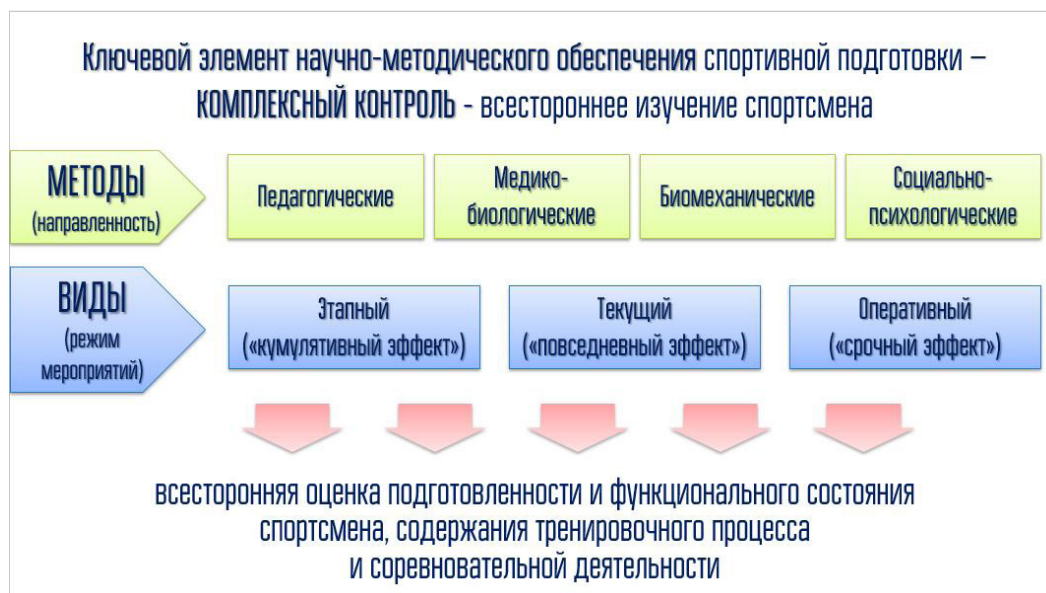 Ключевой элемент научно-методического обеспечения спортивной подготовки –
КОМПЛЕКСНЫЙ КОНТРОЛЬ - всестороннее изучение спортсмена
МЕТОДЫ
(направленность)
Педагогические
Медико-
биологические
Биомеханические
Социально-
психологические
ВИДЫ
(режим
мероприятий)
Этапный
(«кумулятивный эффект»)
Текущий
(«повседневный эффект»)
Оперативный
(«срочный эффект»)
всесторонняя оценка подготовленности и функционального состояния
спортсмена, содержания тренировочного процесса
и соревновательной деятельности